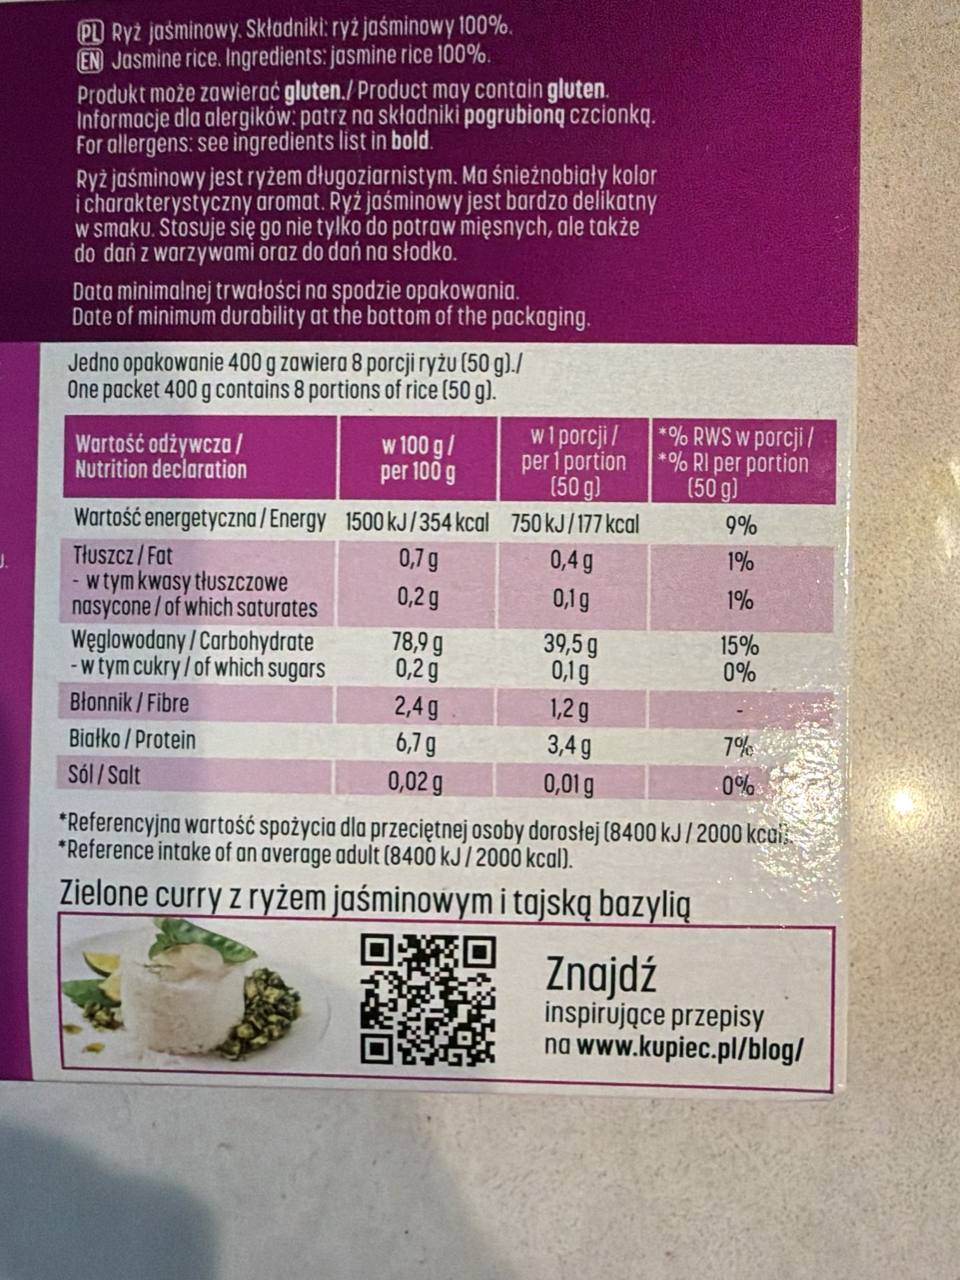 PL Ryż jaśminowy. Składniki: ryż jaśminowy 100%.
EN Jasmine rice. Ingredients: jasmine rice 100%.
Produkt może zawierać gluten./ Product may contain gluten.
Informacje dla alergików: patrz na składniki pogrubioną czcionką.
For allergens: see ingredients list in bold.
Ryż jaśminowy jest ryżem długoziarnistym. Ma śnieżnobiały kolor
i charakterystyczny aromat. Ryż jaśminowy jest bardzo delikatny
w smaku. Stosuje się go nie tylko do potraw mięsnych, ale także
do dań z warzywami oraz do dań na słodko.
Data minimalnej trwałości na spodzie opakowania.
Date of minimum durability at the bottom of the packaging.
Jedno opakowanie 400 g zawiera 8 porcji ryżu (50 g)./
One packet 400 g contains 8 portions of rice (50 g).
Wartość odżywcza /
Nutrition declaration
w 100 g /
per 100 g
w 1 porcji /
per 1 portion
(50 g)
*% RWS w porcji /
*% RI per portion
(50 g)
Wartość energetyczna / Energy 1500 kJ / 354 kcal 750 kJ / 177 kcal 9%
Tłuszcz / Fat 0,7 g 0,4 g 1%
- w tym kwasy tłuszczowe
nasycone / of which saturates 0,2 g 0,1 g 1%
Węglowodany / Carbohydrate 78,9 g 39,5 g 15%
- w tym cukry / of which sugars 0,2 g 0,1 g 0%
Błonnik / Fibre 2,4 g 1,2 g -
Białko / Protein 6,7 g 3,4 g 7%
Sól / Salt 0,02 g 0,01 g 0%
*Referencyjna wartość spożycia dla przeciętnej osoby dorosłej (8400 kJ / 2000 kcal).
*Reference intake of an average adult (8400 kJ / 2000 kcal).
Zielone curry z ryżem jaśminowym i tajską bazylią
Znajdź
inspirujące przepisy
na www.kupiec.pl/blog/